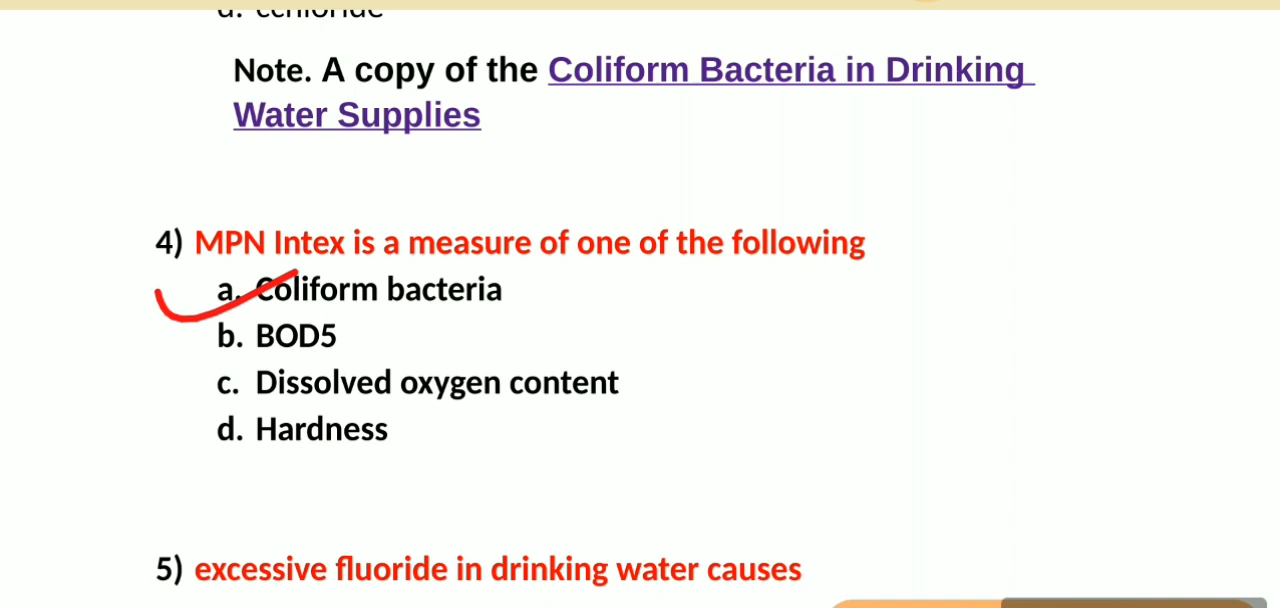 Note. A copy of the Coliform Bacteria in Drinking
Water Supplies
4) MPN Intex is a measure of one of the following
a. Coliform bacteria
b. BOD5
c. Dissolved oxygen content
d. Hardness
5) excessive fluoride in drinking water causes